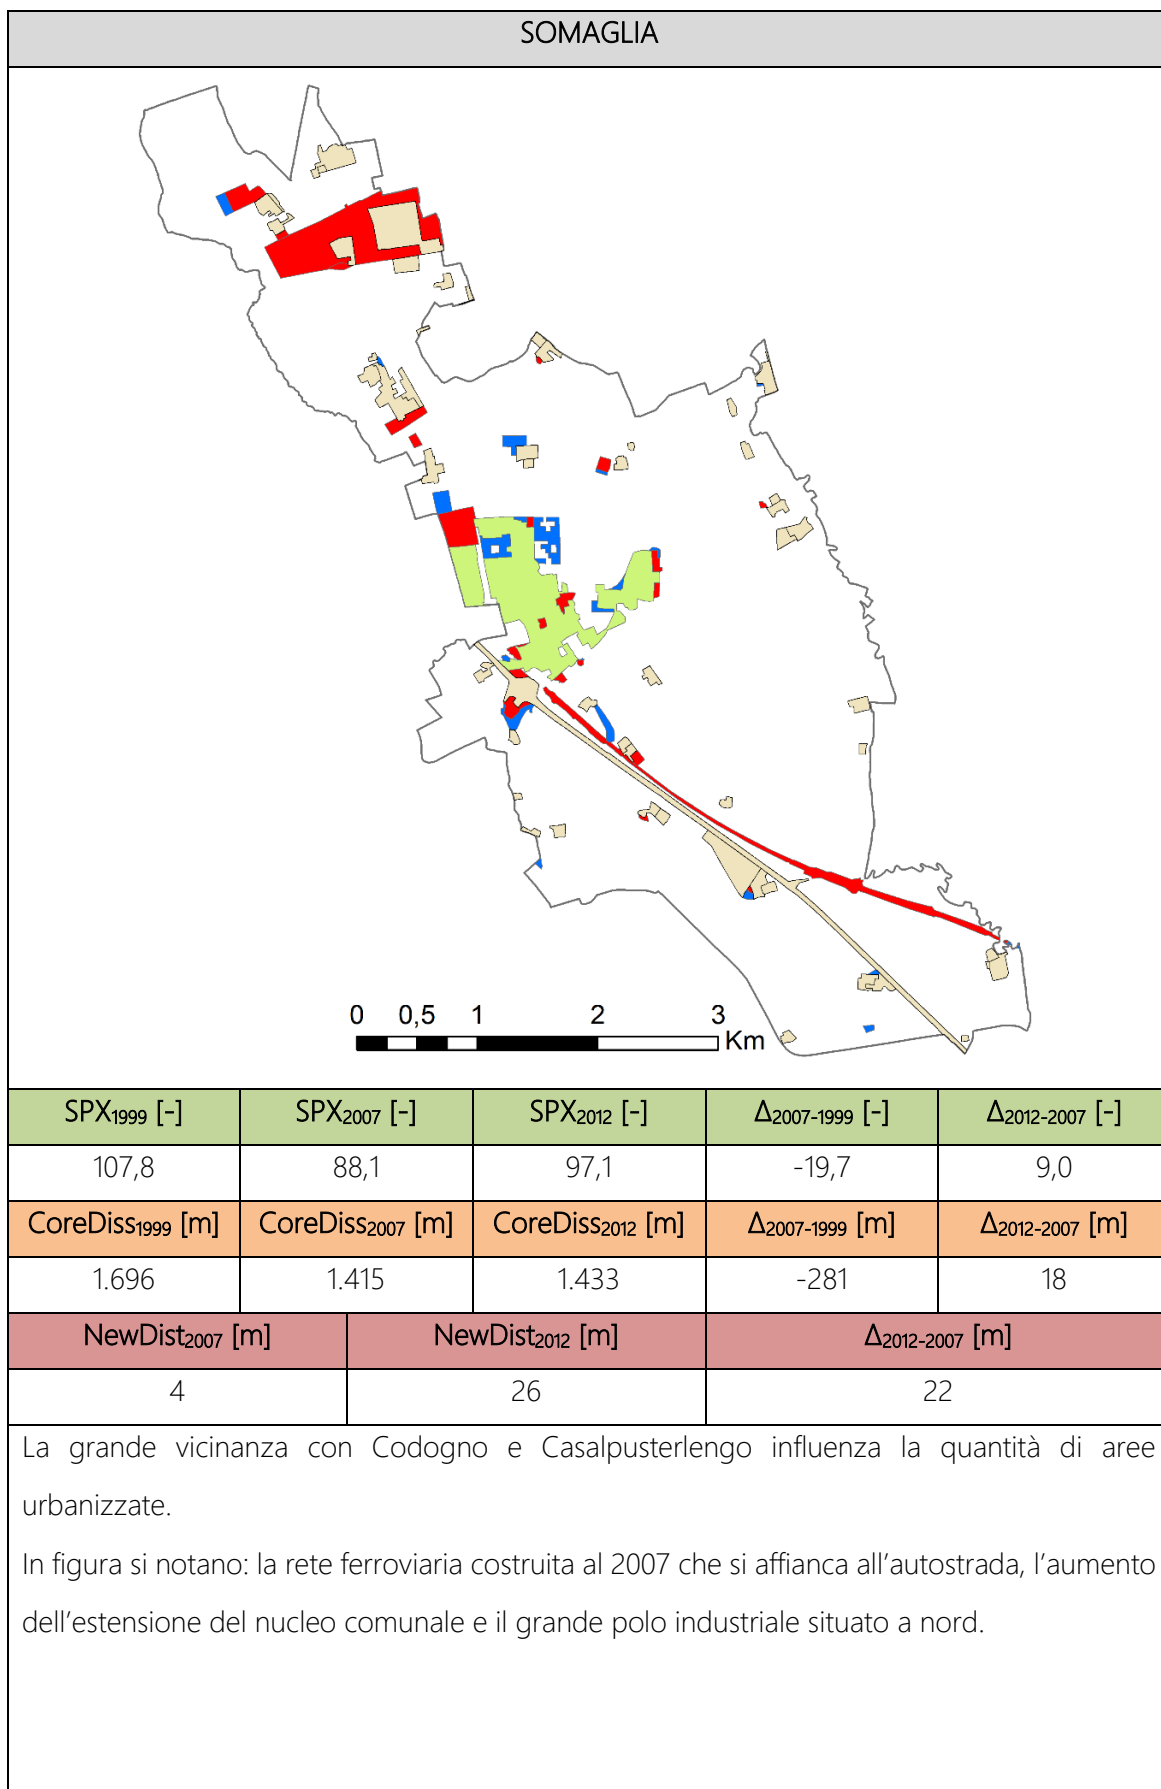 SOMAGLIA
0 0,5 1 2 3
Km
SPX1999 [-] SPX2007 [-] SPX2012 [-] Δ2007-1999 [-] Δ2012-2007 [-]
107,8 88,1 97,1 -19,7 9,0
CoreDiss1999 [m] CoreDiss2007 [m] CoreDiss2012 [m] Δ2007-1999 [m] Δ2012-2007 [m]
1.696 1.415 1.433 -281 18
NewDist2007 [m] NewDist2012 [m] Δ2012-2007 [m]
4 26 22
La grande vicinanza con Codogno e Casalpusterlengo influenza la quantità di aree
urbanizzate.
In figura si notano: la rete ferroviaria costruita al 2007 che si affianca all’autostrada, l’aumento
dell’estensione del nucleo comunale e il grande polo industriale situato a nord.